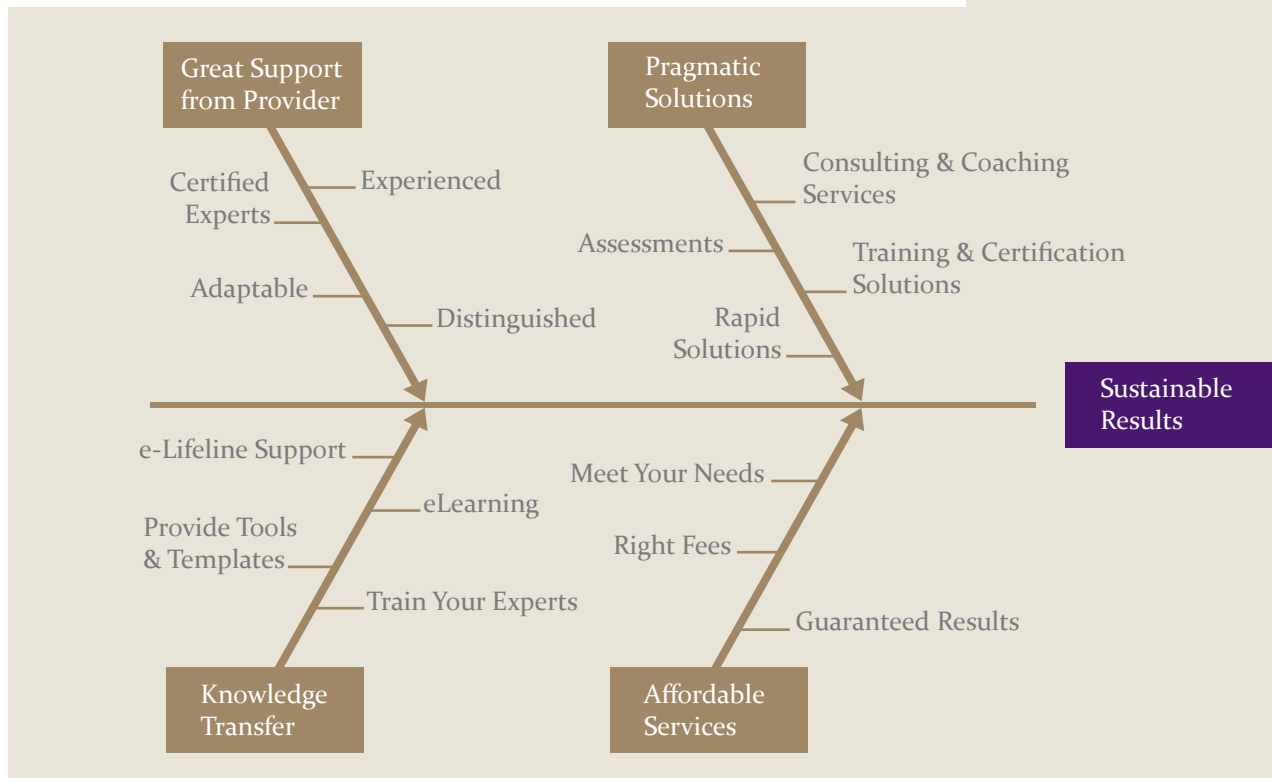 Great Support
from Provider
Pragmatic
Solutions
Certified
Experts
Experienced
Adaptable
Distinguished
Consulting & Coaching
Services
Assessments
Training & Certification
Solutions
Rapid
Solutions
Sustainable
Results
e-Lifeline Support
eLearning
Provide Tools
& Templates
Train Your Experts
Meet Your Needs
Right Fees
Guaranteed Results
Knowledge
Transfer
Affordable
Services